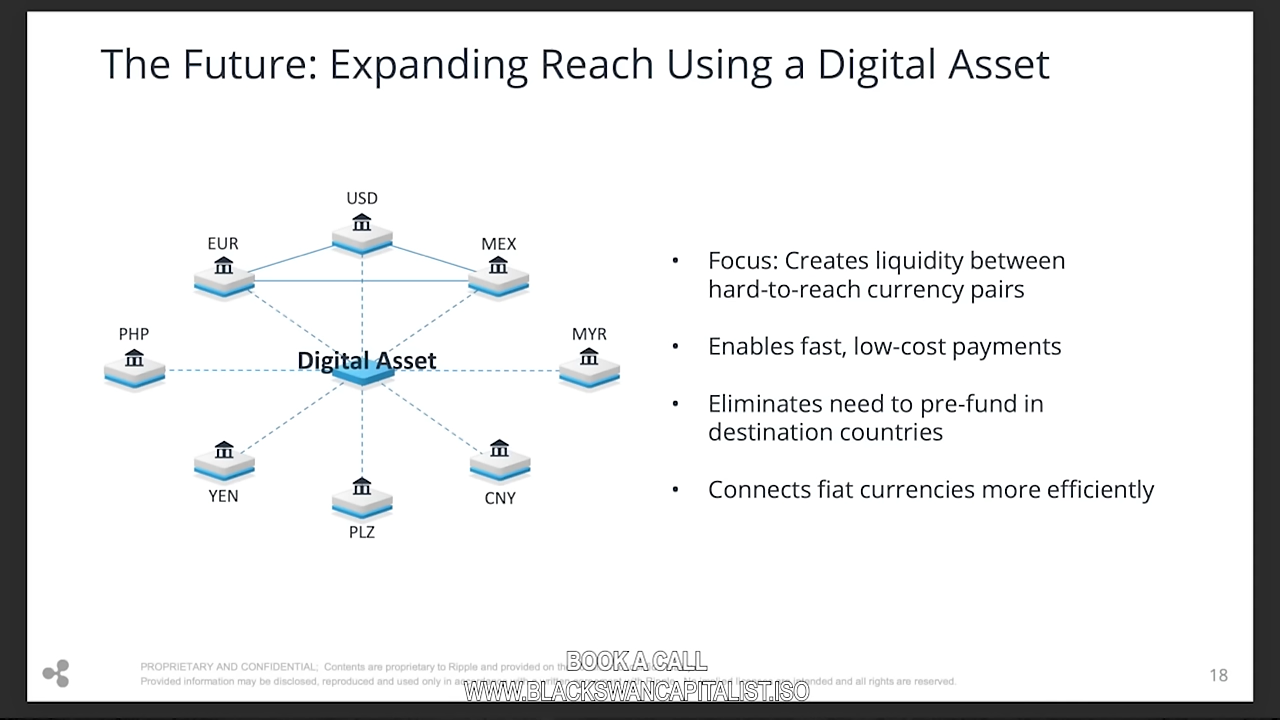 The Future: Expanding Reach Using a Digital Asset
USD
EUR
MEX
PHP
MYR
Digital Asset
YEN
CNY
PLZ
• Focus: Creates liquidity between
hard-to-reach currency pairs
• Enables fast, low-cost payments
• Eliminates need to pre-fund in
destination countries
• Connects fiat currencies more efficiently
PROPRIETARY AND CONFIDENTIAL; Contents are proprietary to Ripple and provided on
Provided information may be disclosed, reproduced and used only in and all rights are reserved.
18
BOOK A CALL
WWW.BLACKSWANCAPITALIST.ISO